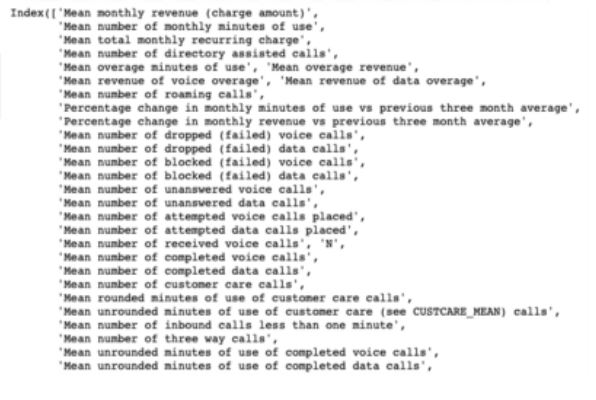 Index(['Mean monthly revenue (charge amount)',
'Mean number of monthly minutes of use',
'Mean total monthly recurring charge',
'Mean number of directory assisted calls',
'Mean overage minutes of use', 'Mean overage revenue',
'Mean revenue of voice overage', 'Mean revenue of data overage',
'Mean number of roaming calls',
'Percentage change in monthly minutes of use vs previous three month average',
'Percentage change in monthly revenue vs previous three month average',
'Mean number of dropped (failed) voice calls',
'Mean number of dropped (failed) data calls',
'Mean number of blocked (failed) voice calls',
'Mean number of blocked (failed) data calls',
'Mean number of unanswered voice calls',
'Mean number of unanswered data calls',
'Mean number of attempted voice calls placed',
'Mean number of attempted data calls placed',
'Mean number of received voice calls', 'N',
'Mean number of completed voice calls',
'Mean number of completed data calls',
'Mean number of customer care calls',
'Mean rounded minutes of use of customer care calls',
'Mean unrounded minutes of use of customer care (see CUSTCARE_MEAN) calls',
'Mean number of inbound calls less than one minute',
'Mean number of three way calls',
'Mean unrounded minutes of use of completed voice calls',
'Mean unrounded minutes of use of completed data calls',